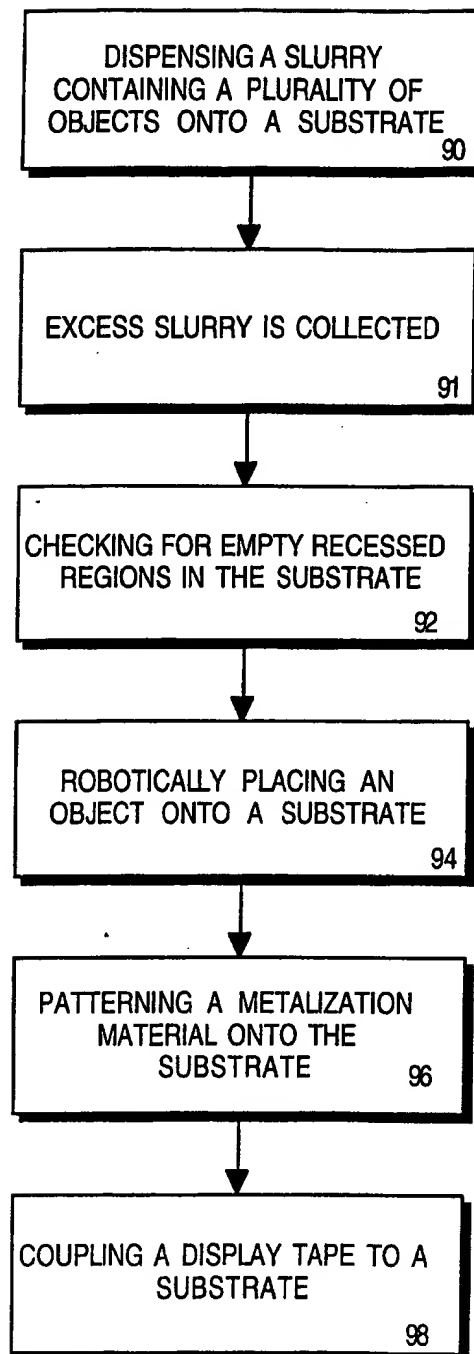 DISPENSING A SLURRY
CONTAINING A PLURALITY OF
OBJECTS ONTO A SUBSTRATE
90
EXCESS SLURRY IS COLLECTED
91
CHECKING FOR EMPTY RECESSED
REGIONS IN THE SUBSTRATE
92
ROBOTICALLY PLACING AN
OBJECT ONTO A SUBSTRATE
94
PATTERNING A METALIZATION
MATERIAL ONTO THE
SUBSTRATE 96
COUPLING A DISPLAY TAPE TO A
SUBSTRATE
98